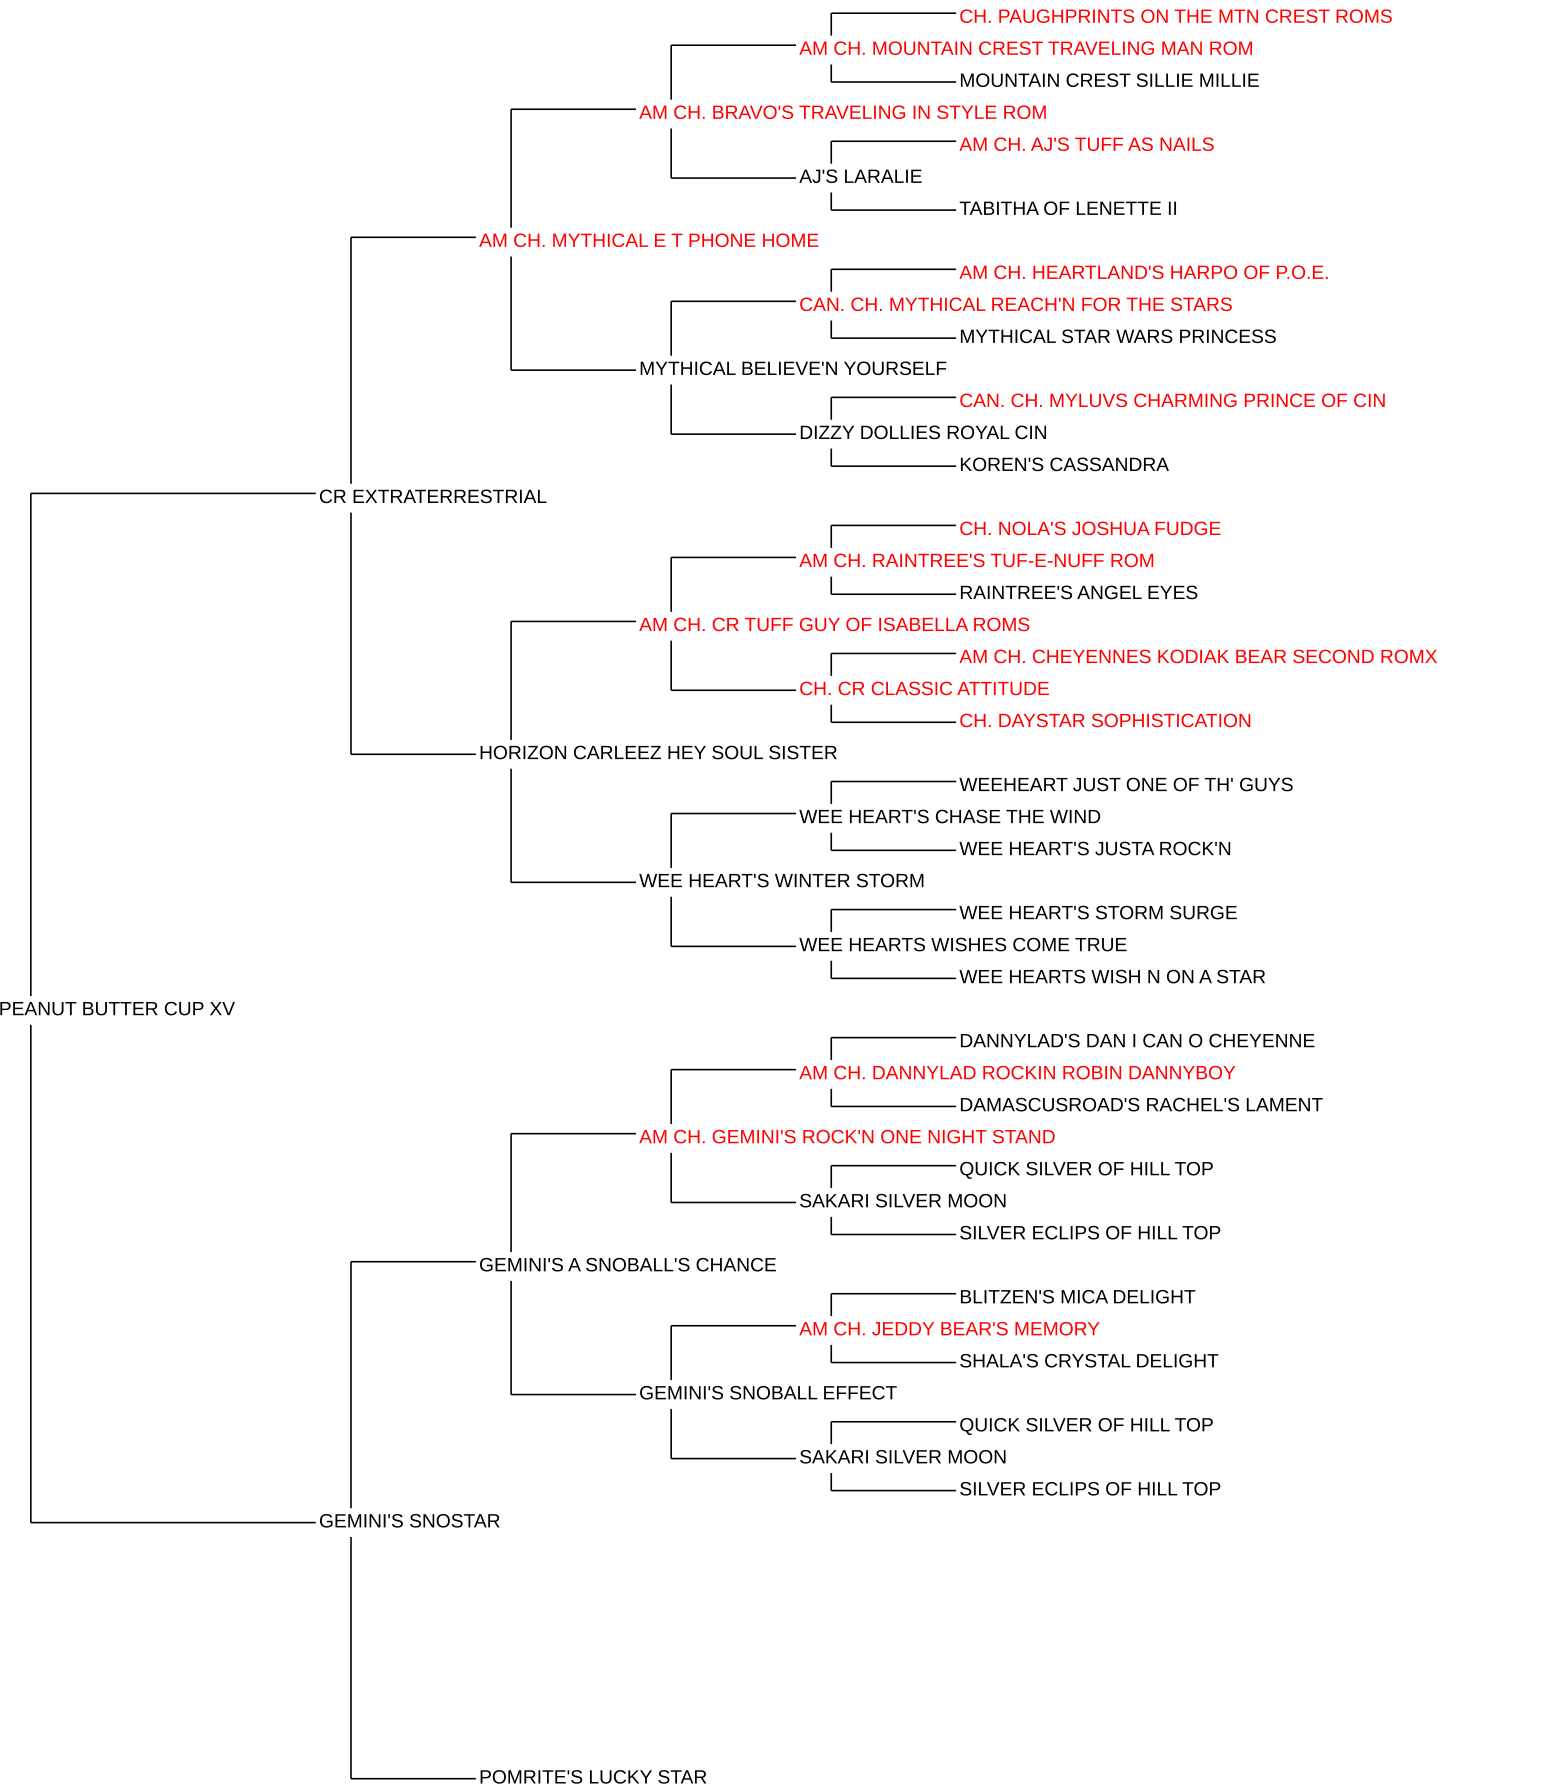 CH. PAUGHPRINTS ON THE MTN CREST ROMS
AM CH. MOUNTAIN CREST TRAVELING MAN ROM
MOUNTAIN CREST SILLIE MILLIE
AM CH. BRAVO'S TRAVELING IN STYLE ROM
AM CH. AJ'S TUFF AS NAILS
AJ'S LARALIE
TABITHA OF LENETTE II
AM CH. MYTHICAL E T PHONE HOME
AM CH. HEARTLAND'S HARPO OF P.O.E.
CAN. CH. MYTHICAL REACH'N FOR THE STARS
MYTHICAL STAR WARS PRINCESS
MYTHICAL BELIEVE'N YOURSELF
CAN. CH. MYLUVS CHARMING PRINCE OF CIN
DIZZY DOLLIES ROYAL CIN
KOREN'S CASSANDRA
CR EXTRATERRESTRIAL
CH. NOLA'S JOSHUA FUDGE
AM CH. RAINTREE'S TUF-E-NUFF ROM
RAINTREE'S ANGEL EYES
AM CH. CR TUFF GUY OF ISABELLA ROMS
AM CH. CHEYENNES KODIAK BEAR SECOND ROMX
CH. CR CLASSIC ATTITUDE
CH. DAYSTAR SOPHISTICATION
HORIZON CARLEEZ HEY SOUL SISTER
WEEHEART JUST ONE OF TH' GUYS
WEE HEART'S CHASE THE WIND
WEE HEART'S JUSTA ROCK'N
WEE HEART'S WINTER STORM
WEE HEART'S STORM SURGE
WEE HEARTS WISHES COME TRUE
WEE HEARTS WISH N ON A STAR
PEANUT BUTTER CUP XV
DANNYLAD'S DAN I CAN O CHEYENNE
AM CH. DANNYLAD ROCKIN ROBIN DANNYBOY
DAMASCUSROAD'S RACHEL'S LAMENT
AM CH. GEMINI'S ROCK'N ONE NIGHT STAND
QUICK SILVER OF HILL TOP
SAKARI SILVER MOON
SILVER ECLIPS OF HILL TOP
GEMINI'S A SNOBALL'S CHANCE
BLITZEN'S MICA DELIGHT
AM CH. JEDDY BEAR'S MEMORY
SHALA'S CRYSTAL DELIGHT
GEMINI'S SNOBALL EFFECT
QUICK SILVER OF HILL TOP
SAKARI SILVER MOON
SILVER ECLIPS OF HILL TOP
GEMINI'S SNOSTAR
POMRITE'S LUCKY STAR